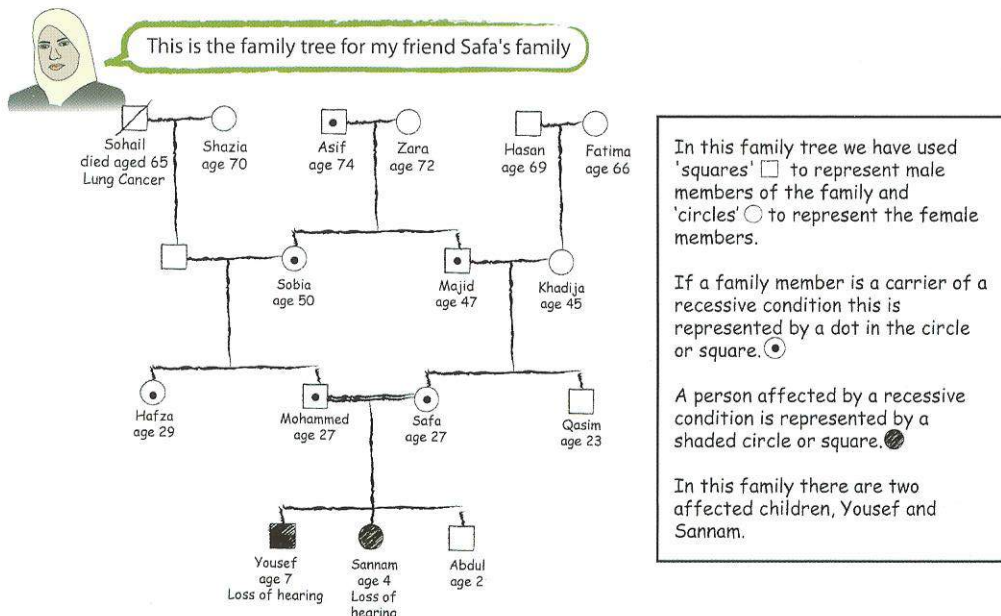 This is the family tree for my friend Safa's family
Sohail
died aged 65
Lung Cancer
Shazia
age 70
Asif
age 74
Zara
age 72
Hasan
age 69
Fatima
age 66
Sobia
age 50
Majid
age 47
Khadija
age 45
Hafza
age 29
Mohammed
age 27
Safa
age 27
Qasim
age 23
Yousef
age 7
Loss of hearing
Sannam
age 4
Loss of
hearing
Abdul
age 2
In this family tree we have used
'squares' to represent male
members of the family and
'circles' to represent the female
members.
If a family member is a carrier of a
recessive condition this is
represented by a dot in the circle
or square.
A person affected by a recessive
condition is represented by a
shaded circle or square.
In this family there are two
affected children, Yousef and
Sannam.